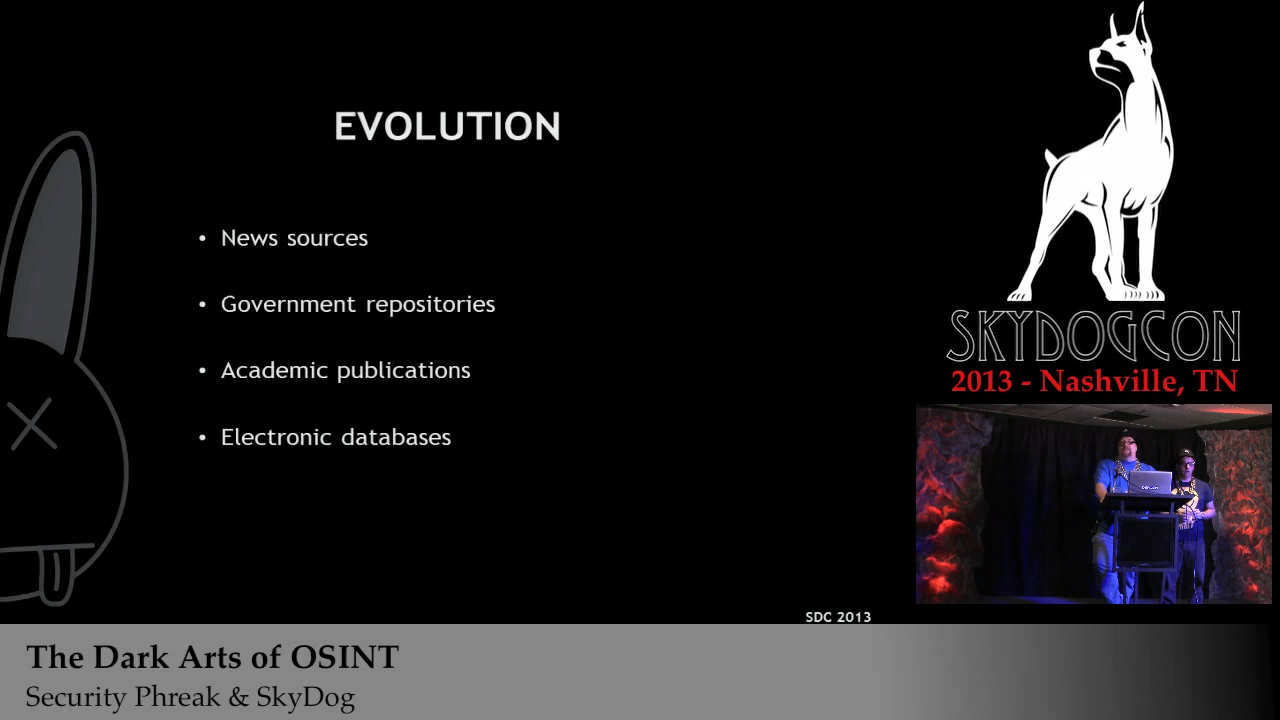 EVOLUTION
• News sources
• Government repositories
• Academic publications
• Electronic databases
SDC 2013
SKYDOGCON
2013 - Nashville, TN
The Dark Arts of OSINT
Security Phreak & SkyDog